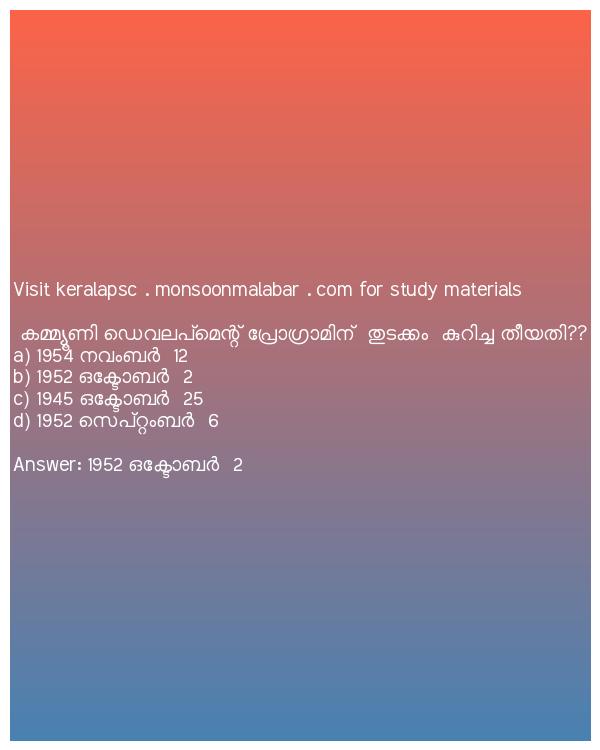 Visit keralapsc . monsoonmalabar . com for study materials
കമ്മ്യൂണി ഡെവലപ്മെന്റ് പ്രോഗ്രാമിന് തുടക്കം കുറിച്ച തീയതി??
a) 1954 നവംബർ 12
b) 1952 ഒക്ടോബർ 2
c) 1945 ഒക്ടോബർ 25
d) 1952 സെപ്റ്റംബർ 6
Answer: 1952 ഒക്ടോബർ 2